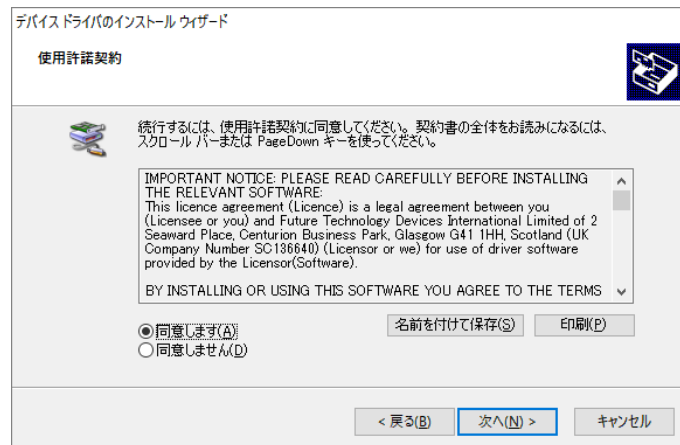 デバイス ドライバのインストール ウィザード
使用許諾契約
続行するには、使用許諾契約に同意してください。契約書の全体をお読みになるには、
スクロール バーまたは PageDown キーを使ってください。
IMPORTANT NOTICE: PLEASE READ CAREFULLY BEFORE INSTALLING
THE RELEVANT SOFTWARE:
This licence agreement (Licence) is a legal agreement between you
(Licensee or you) and Future Technology Devices International Limited of 2
Seaward Place, Centurion Business Park, Glasgow G41 1HH, Scotland (UK
Company Number SC136640) (Licensor or we) for use of driver software
provided by the Licensor(Software).
BY INSTALLING OR USING THIS SOFTWARE YOU AGREE TO THE TERMS
同意します(A)
名前を付けて保存(S)
印刷(P)
同意しません(D)
< 戻る(B)
次へ(N) >
キャンセル